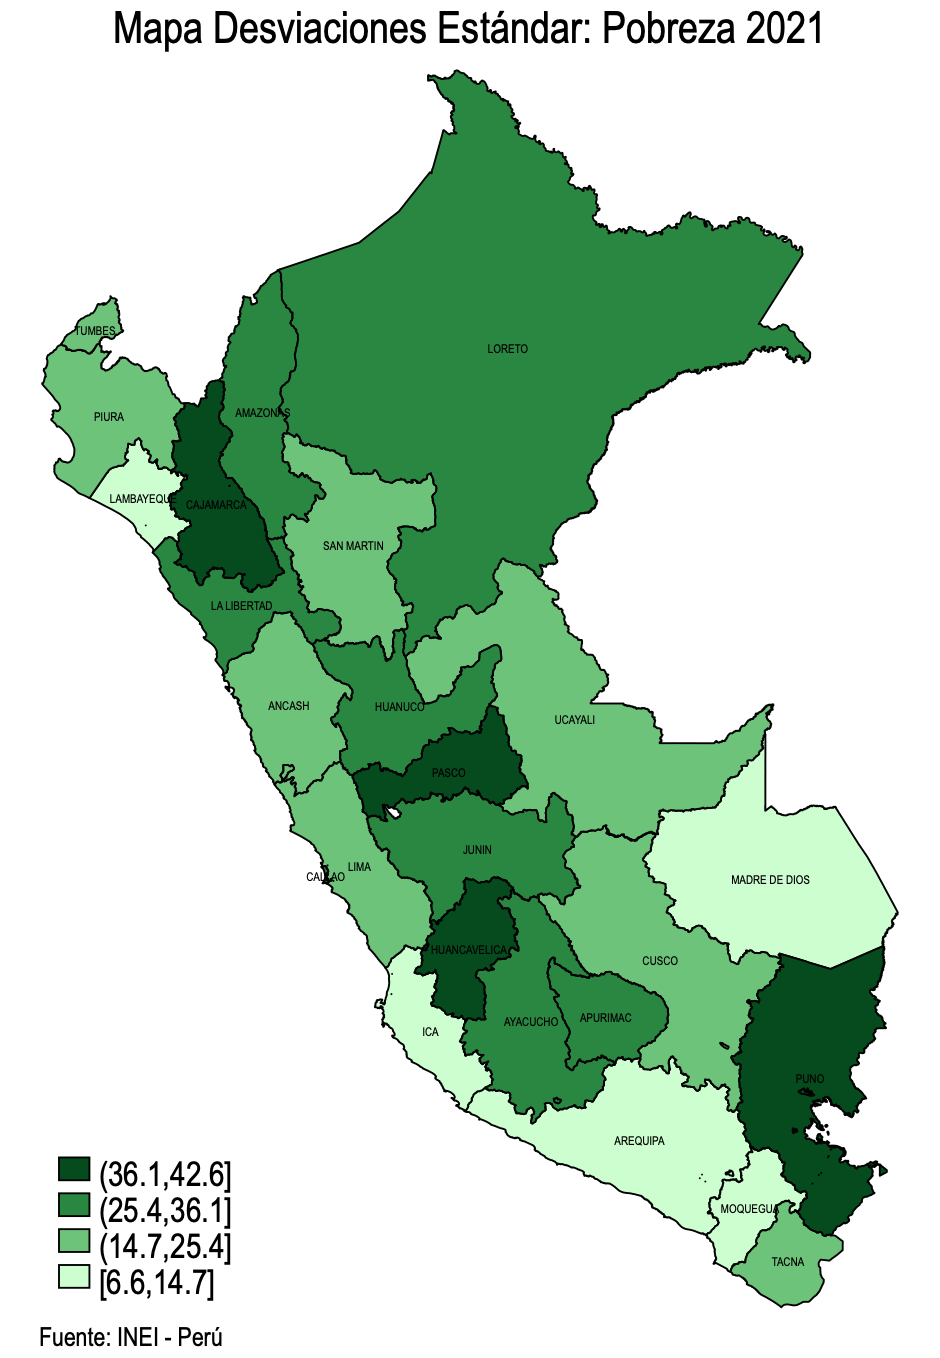 Mapa Desviaciones Estándar: Pobreza 2021
TUMBES
LORETO
PIURA
AMAZONAS
LAMBAYEQUE
CAJAMARCA
SAN MARTIN
LA LIBERTAD
ANCASH
HUANUCO
UCAYALI
PASCO
JUNIN
LIMA
CALLAO
MADRE DE DIOS
HUANCAVELICA
CUSCO
ICA
AYACUCHO
APURIMAC
PUNO
AREQUIPA
MOQUEGUA
TACNA
(36.1,42.6]
(25.4,36.1]
(14.7,25.4]
[6.6,14.7]
Fuente: INEI - Perú